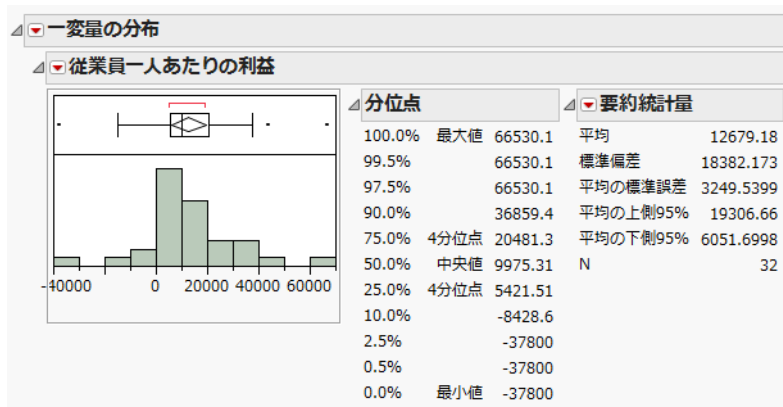 一変量の分布
従業員一人あたりの利益
-40000 0 20000 40000 60000
分位点
100.0% 最大値 66530.1
99.5% 66530.1
97.5% 66530.1
90.0% 36859.4
75.0% 4分位点 20481.3
50.0% 中央値 9975.31
25.0% 4分位点 5421.51
10.0% -8428.6
2.5% -37800
0.5% -37800
0.0% 最小値 -37800
要約統計量
平均 12679.18
標準偏差 18382.173
平均の標準誤差 3249.5399
平均の上側95% 19306.66
平均の下側95% 6051.6998
N 32